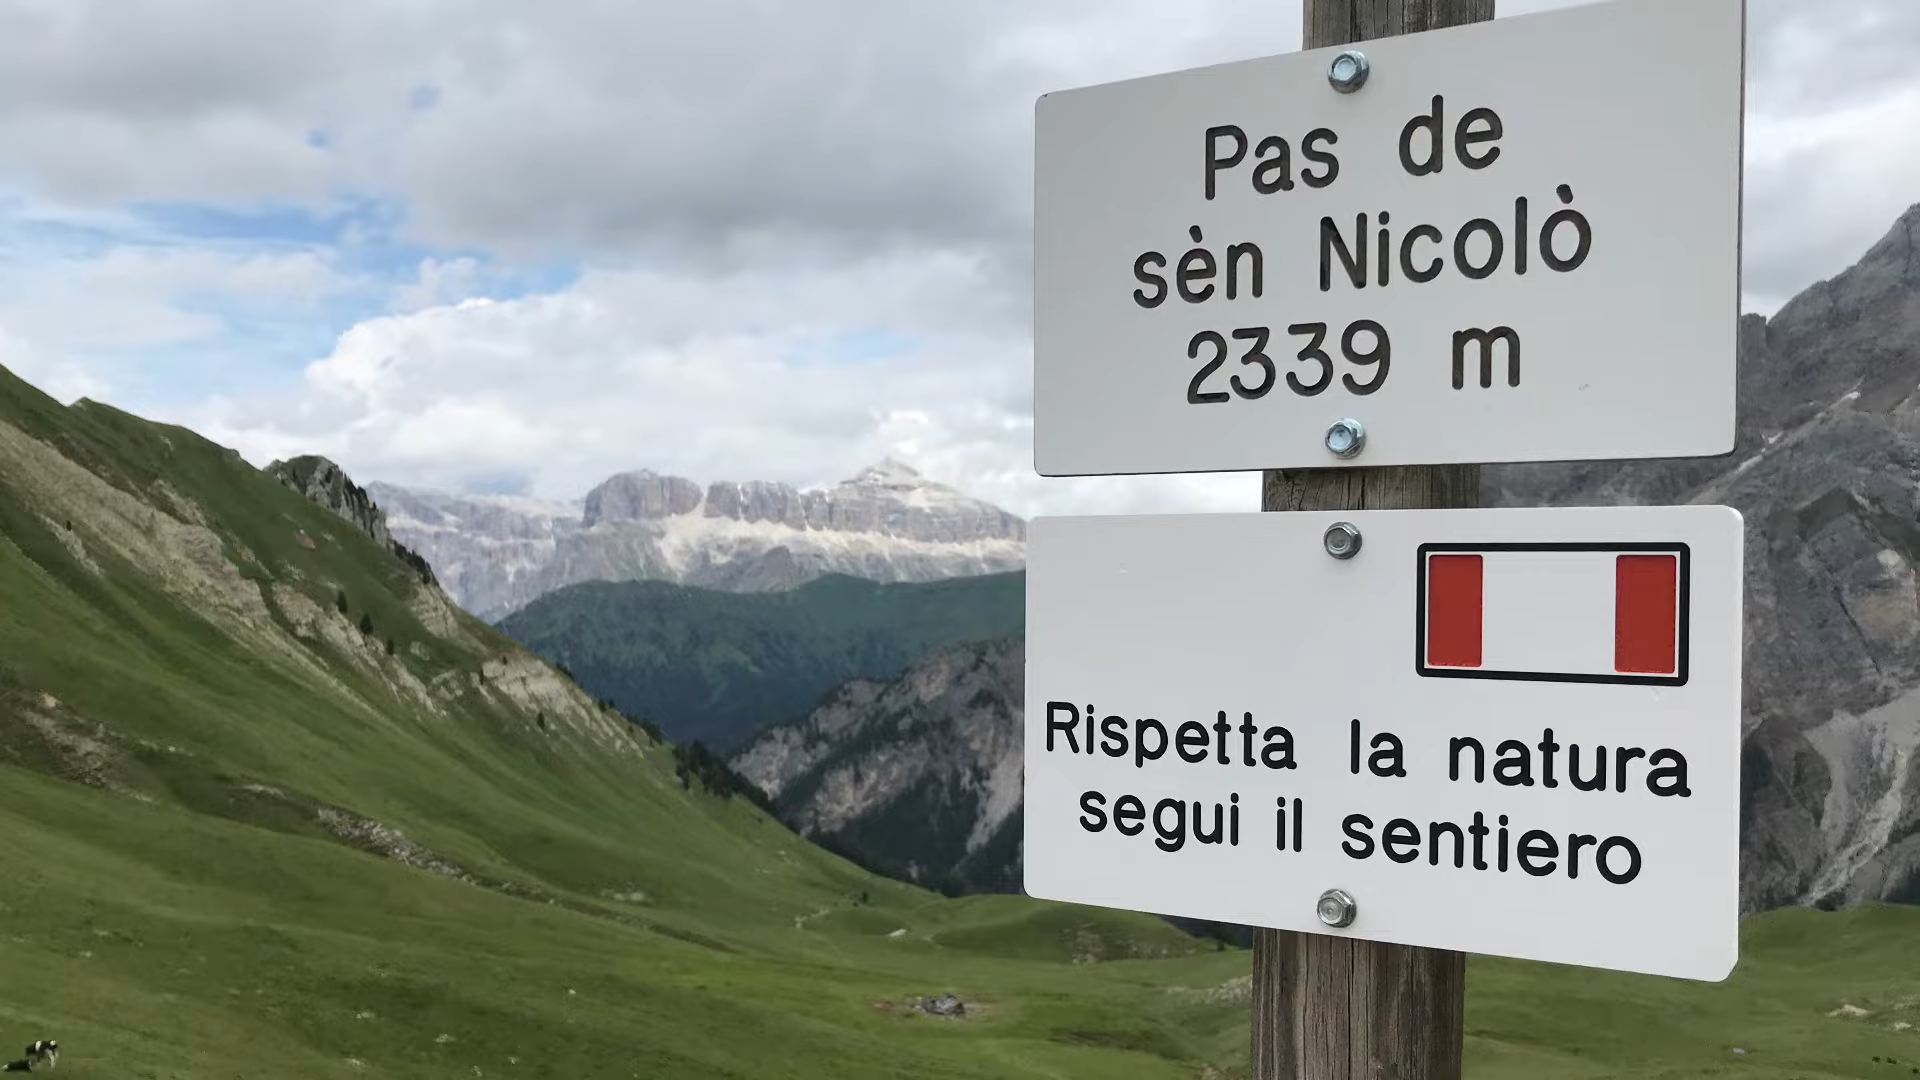 Pas de
sèn Nicolò
2339 m
Rispetta la natura
segui il sentiero